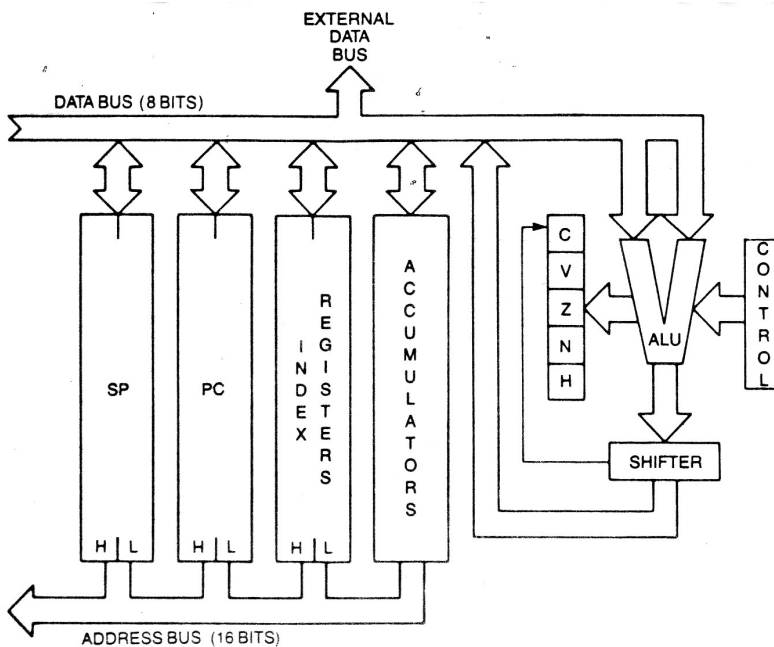 EXTERNAL
DATA
BUS
DATA BUS (8 BITS)
SP
PC
INDEX
REGISTERS
ACCUMULATORS
C
V
Z
N
H
ALU
CONTROL
SHIFTER
H L
H L
H L
ADDRESS BUS (16 BITS)